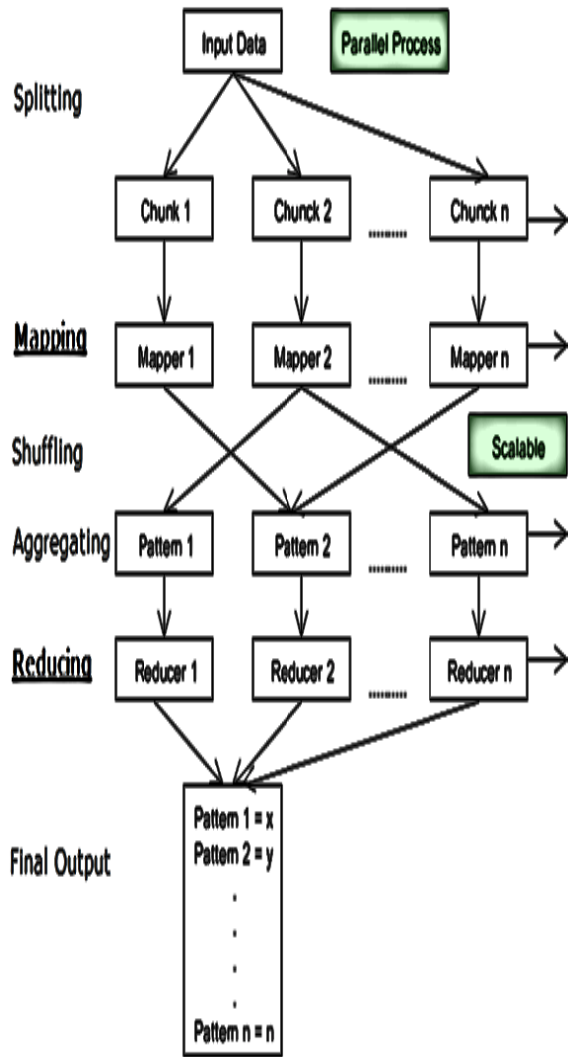 Input Data
Parallel Process
Splitting
Chunk 1
Chunck 2
..........
Chunck n
Mapping
Mapper 1
Mapper 2
..........
Mapper n
Shuffling
Scalable
Aggregating
Pattern 1
Pattern 2
..........
Pattern n
Reducing
Reducer 1
Reducer 2
..........
Reducer n
Final Output
Pattern 1 = x
Pattern 2 = y
.
.
.
.
Pattern n = n